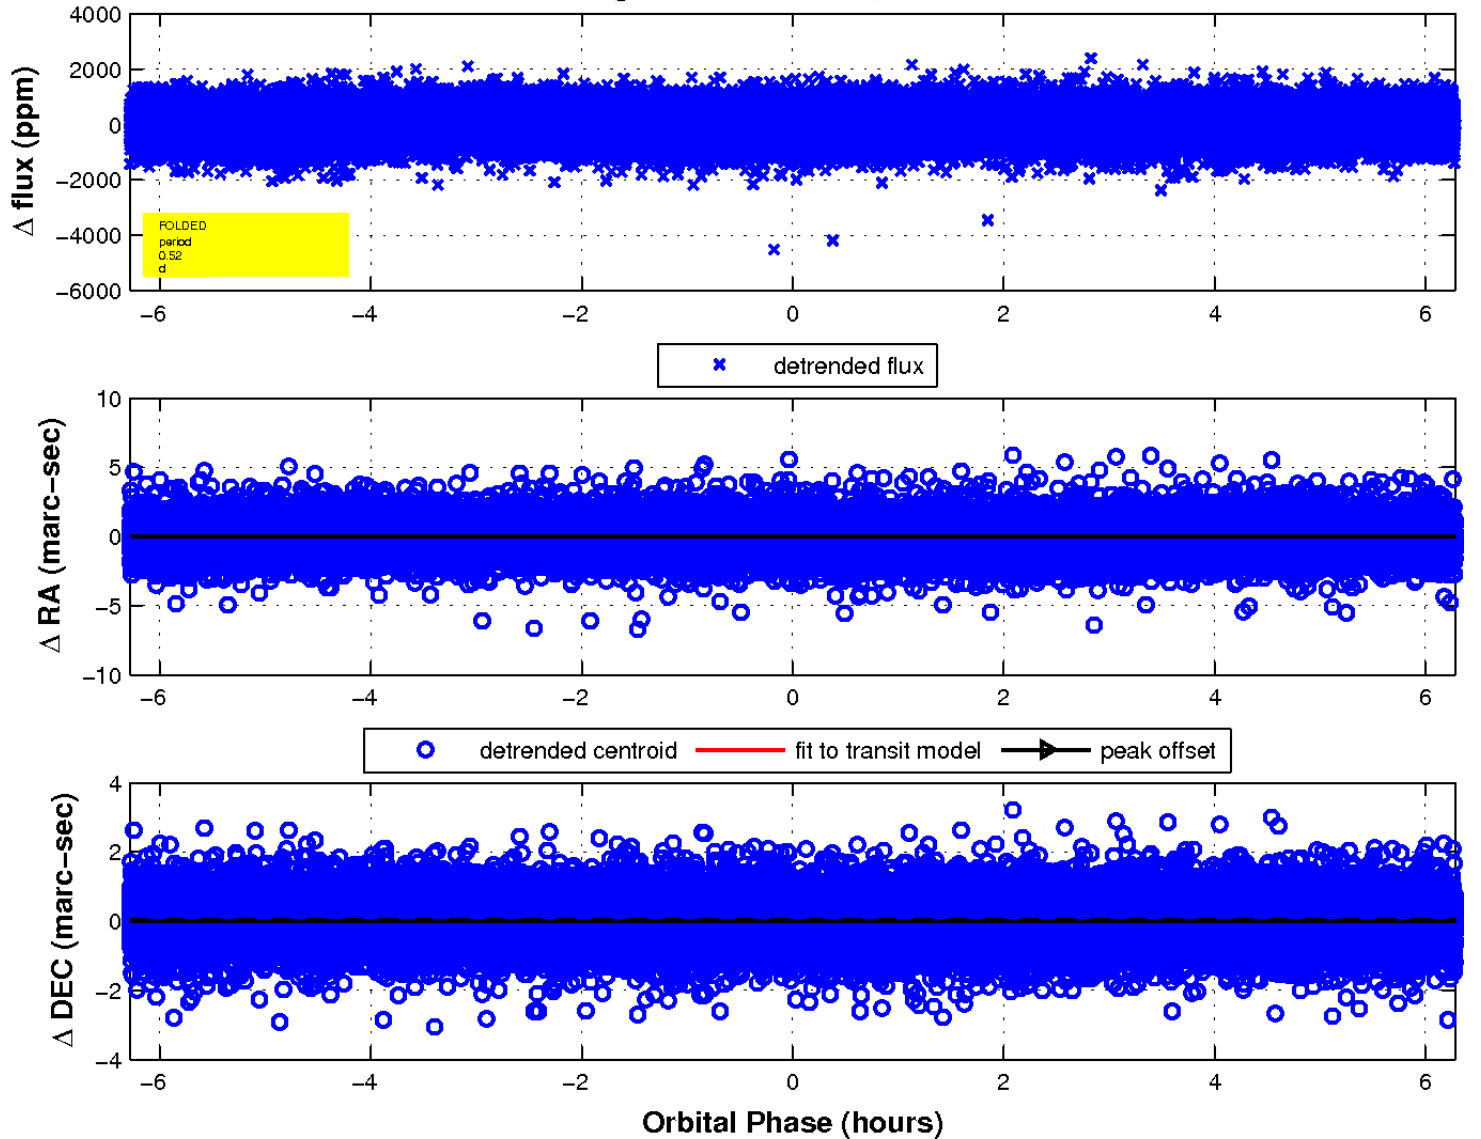 4000
2000
0
−2000
−4000
−6000
Δ flux (ppm)
FOLDED
period
0.52
d
−6 −4 −2 0 2 4 6
detrended flux
10
5
0
−5
−10
Δ RA (marc−sec)
−6 −4 −2 0 2 4 6
detrended centroid fit to transit model peak offset
4
2
0
−2
−4
Δ DEC (marc−sec)
−6 −4 −2 0 2 4 6
Orbital Phase (hours)